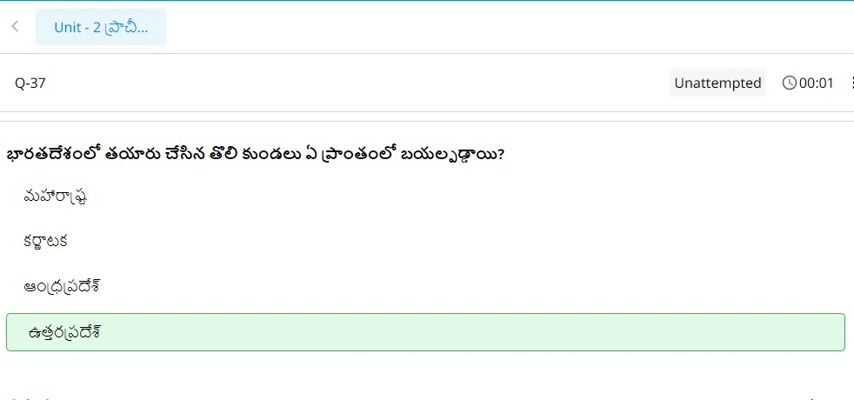 Unit - 2 ప్రాచీ...
Q-37 Unattempted 00:01
భారతదేశంలో తయారు చేసిన తొలి కుండలు ఏ ప్రాంతంలో బయల్పడ్డాయి?
మహారాష్ట్ర
కర్ణాటక
ఆంధ్రప్రదేశ్
ఉత్తరప్రదేశ్